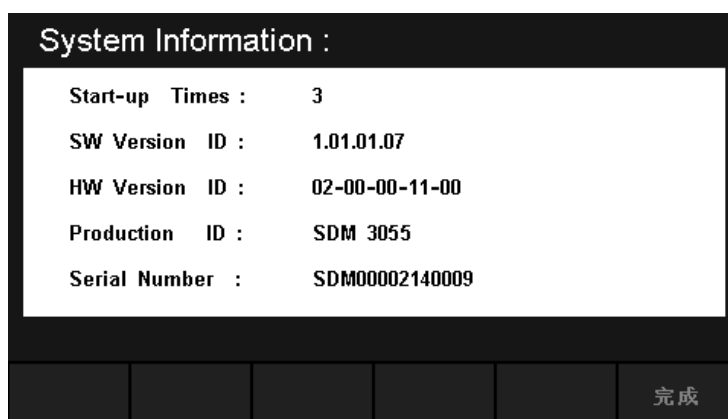 System Information :
Start-up Times : 3
SW Version ID : 1.01.01.07
HW Version ID : 02-00-00-11-00
Production ID : SDM 3055
Serial Number : SDM00002140009
完成